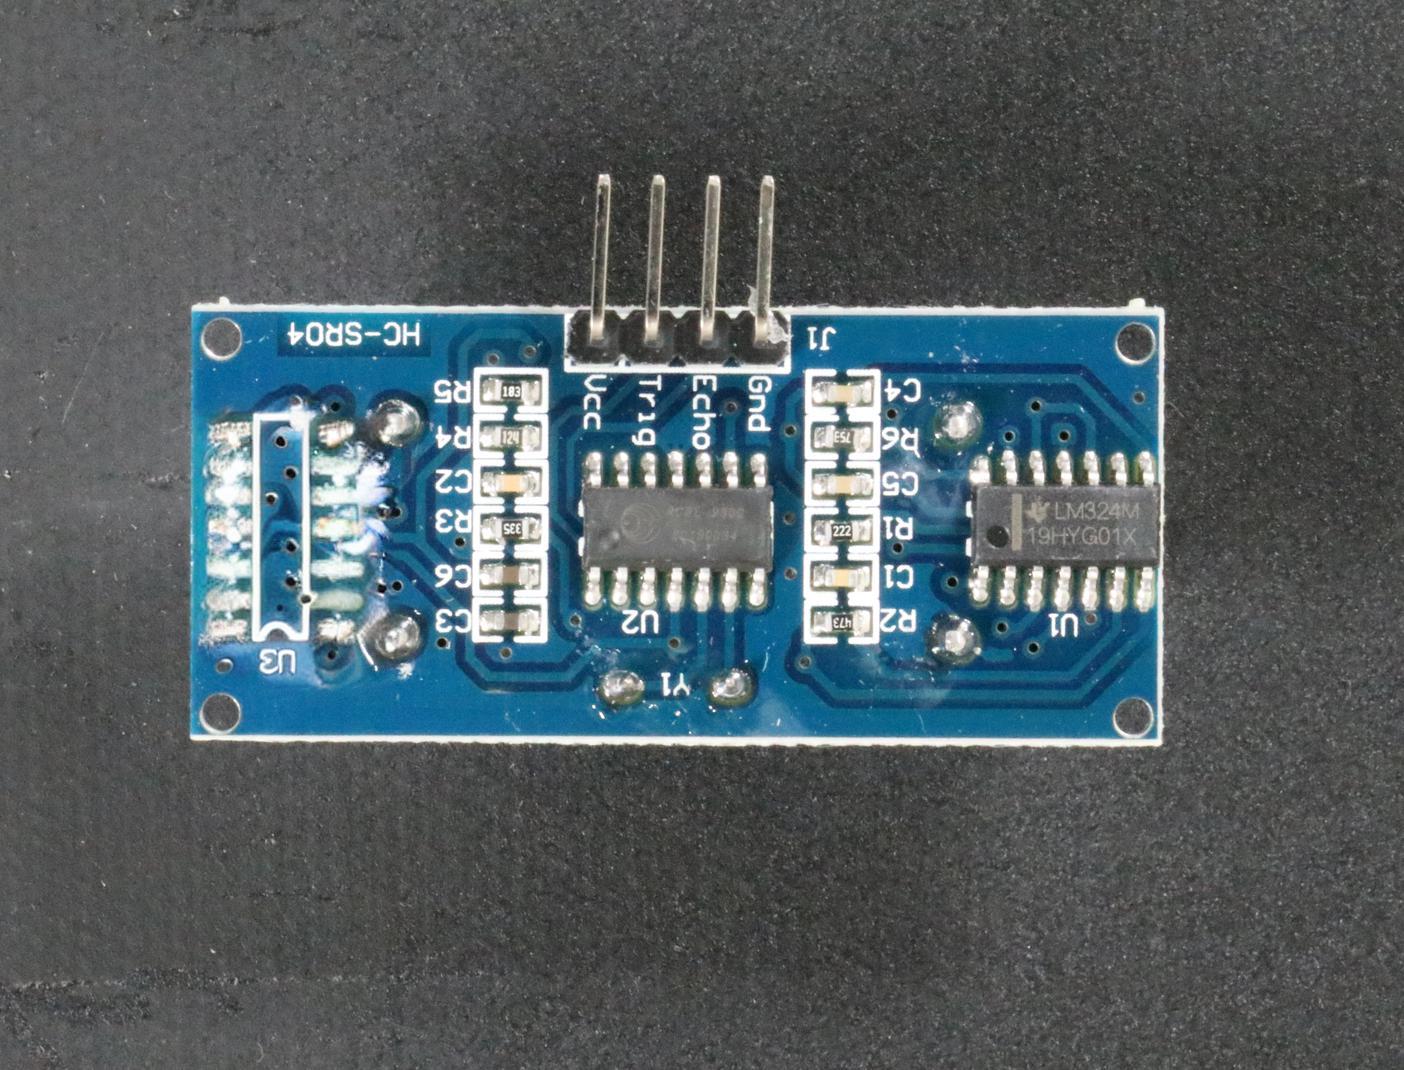 HC-SR04
J1
Vcc
Trig
Echo
Gnd
R5
183
R4
124
C2
R3
335
C6
C3
C4
R6
753
C5
R1
222
C1
R2
473
LM324M
19HYG01X
U3
U2
U1
Y1